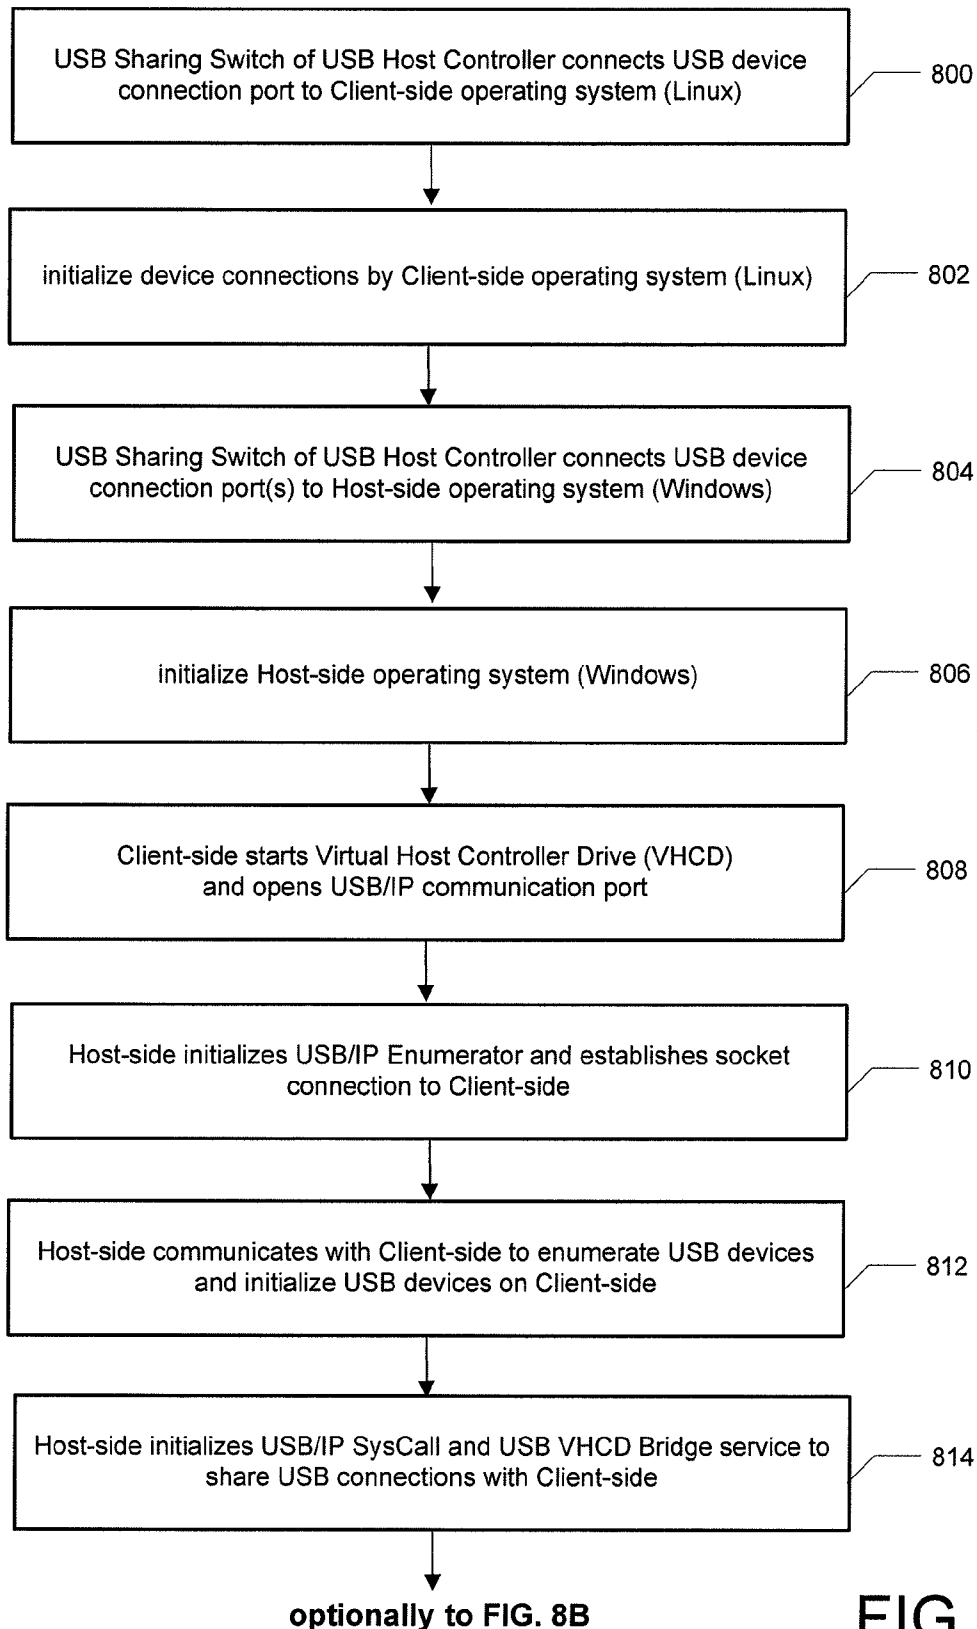 USB Sharing Switch of USB Host Controller connects USB device
connection port to Client-side operating system (Linux)
800
initialize device connections by Client-side operating system (Linux)
802
USB Sharing Switch of USB Host Controller connects USB device
connection port(s) to Host-side operating system (Windows)
804
initialize Host-side operating system (Windows)
806
Client-side starts Virtual Host Controller Drive (VHCD)
and opens USB/IP communication port
808
Host-side initializes USB/IP Enumerator and establishes socket
connection to Client-side
810
Host-side communicates with Client-side to enumerate USB devices
and initialize USB devices on Client-side
812
Host-side initializes USB/IP SysCall and USB VHCD Bridge service to
share USB connections with Client-side
814
optionally to FIG. 8B
FIG